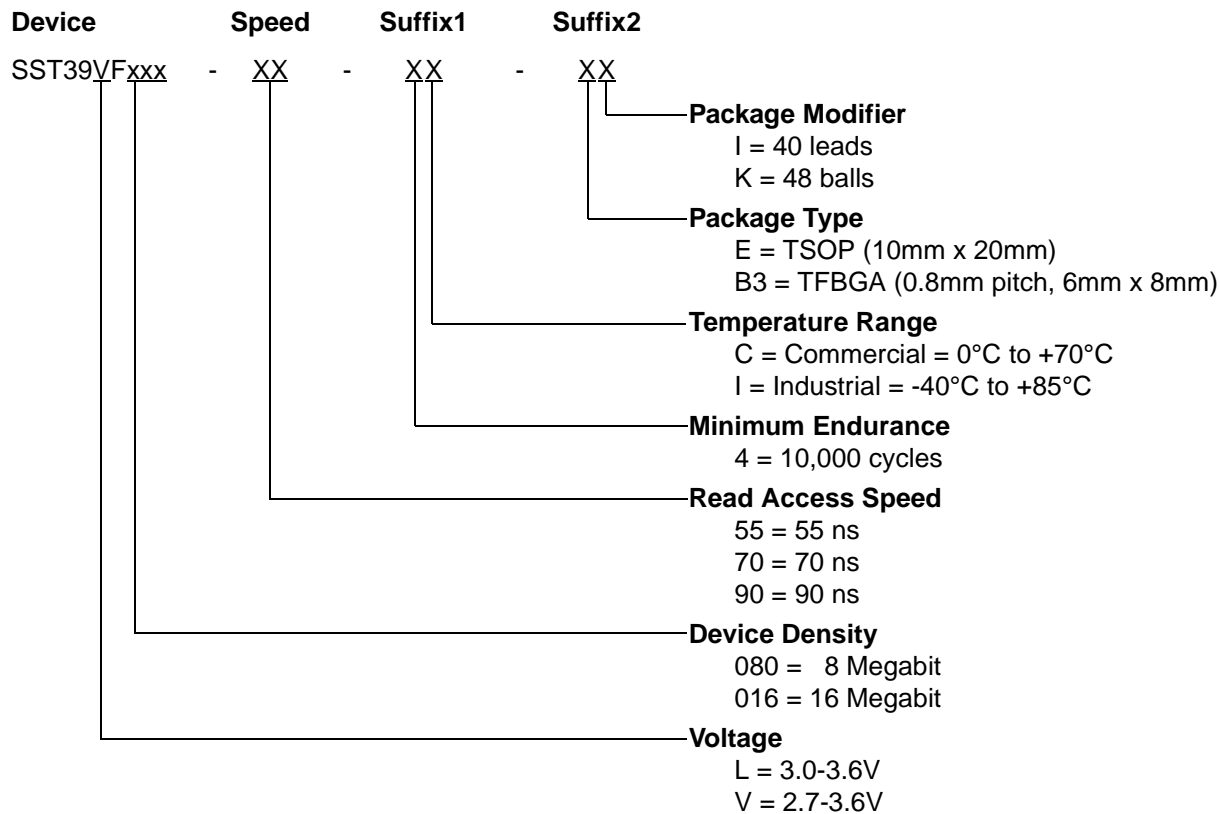 Device Speed Suffix1 Suffix2
SST39VFxxx - XX - XX - XX
Package Modifier
I = 40 leads
K = 48 balls
Package Type
E = TSOP (10mm x 20mm)
B3 = TFBGA (0.8mm pitch, 6mm x 8mm)
Temperature Range
C = Commercial = 0°C to +70°C
I = Industrial = -40°C to +85°C
Minimum Endurance
4 = 10,000 cycles
Read Access Speed
55 = 55 ns
70 = 70 ns
90 = 90 ns
Device Density
080 = 8 Megabit
016 = 16 Megabit
Voltage
L = 3.0-3.6V
V = 2.7-3.6V